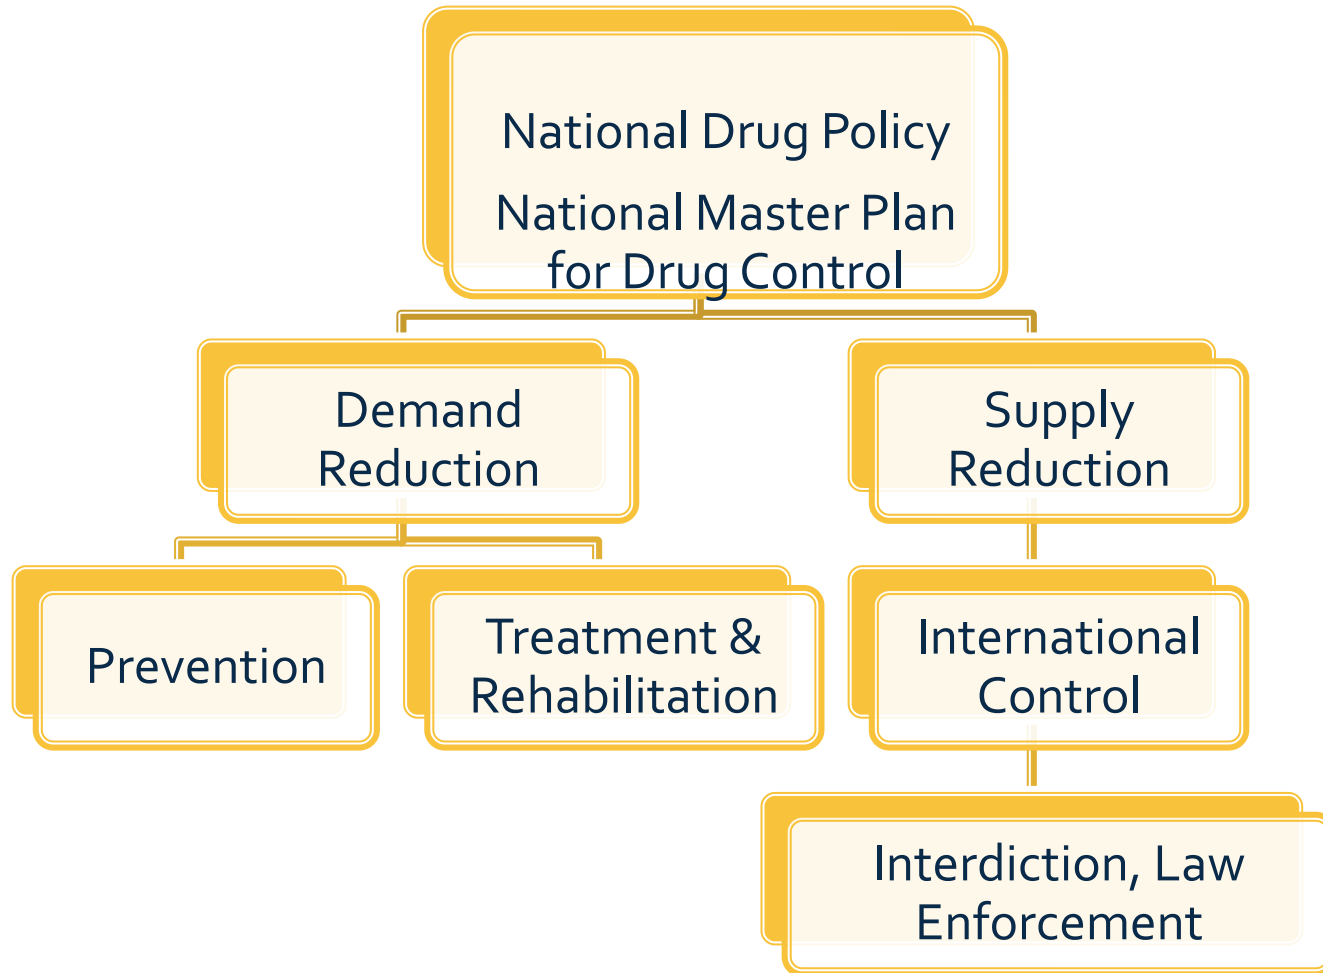 National Drug Policy
National Master Plan
for Drug Control
Demand
Reduction
Supply
Reduction
Prevention
Treatment &
Rehabilitation
International
Control
Interdiction, Law
Enforcement